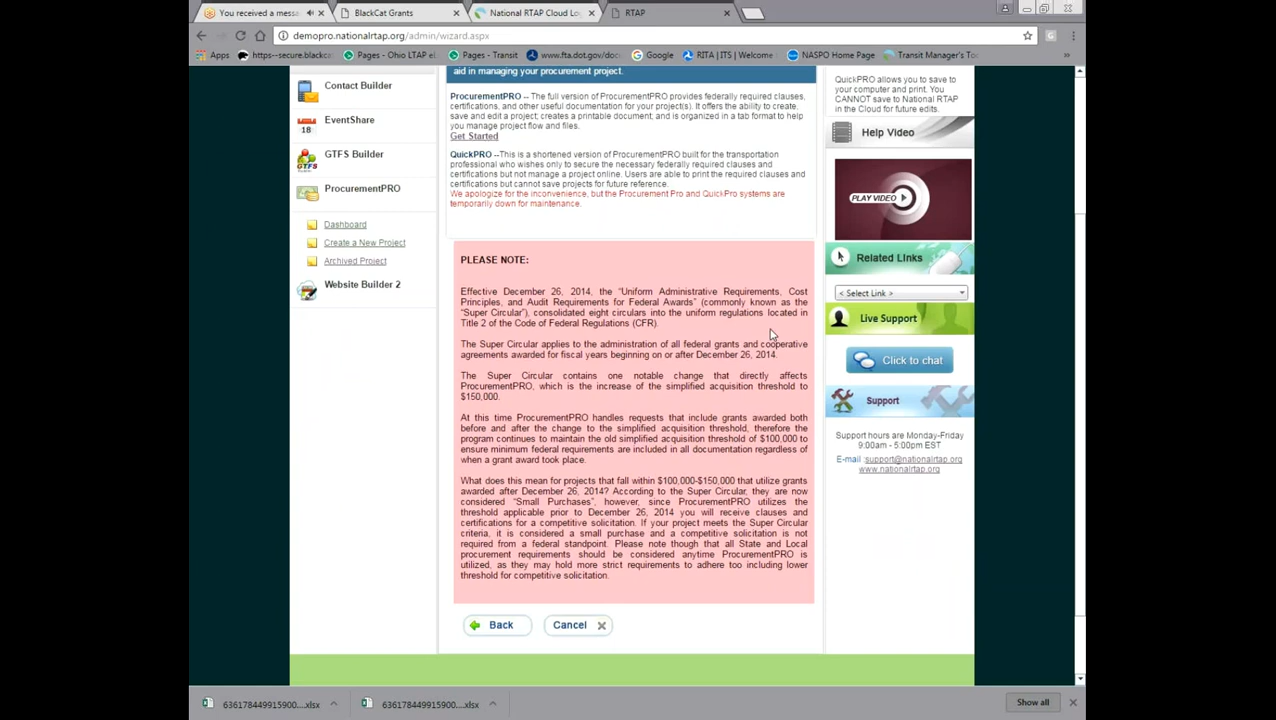 You received a messa
BlackCat Grants
National RTAP Cloud Lo
RTAP
demopro.nationalrtap.org/admin/wizard.aspx
Apps
https--secure.blackca
Pages - Ohio LTAP el
Pages - Transit
www.fta.dot.gov/doc
Google
RITA | ITS | Welcome
NASPO Home Page
Transit Manager's To
»
Contact Builder
18
EventShare
GTFS
GTFS Builder
ProcurementPRO
Dashboard
Create a New Project
Archived Project
Website Builder 2
aid in managing your procurement project.
ProcurementPRO -- The full version of ProcurementPRO provides federally required clauses,
certifications, and other useful documentation for your project(s). It offers the ability to create,
save and edit a project; creates a printable document, and is organized in a tab format to help
you manage project flow and files.
Get Started
QuickPRO --This is a shortened version of ProcurementPRO built for the transportation
professional who wishes only to secure the necessary federally required clauses and
certifications but not manage a project online. Users are able to print the required clauses and
certifications but cannot save projects for future reference.
We apologize for the inconvenience, but the Procurement Pro and QuickPro systems are
temporarily down for maintenance.
PLEASE NOTE:
Effective December 26, 2014, the “Uniform Administrative Requirements, Cost
Principles, and Audit Requirements for Federal Awards” (commonly known as the
“Super Circular”), consolidated eight circulars into the uniform regulations located in
Title 2 of the Code of Federal Regulations (CFR).
The Super Circular applies to the administration of all federal grants and cooperative
agreements awarded for fiscal years beginning on or after December 26, 2014.
The Super Circular contains one notable change that directly affects
ProcurementPRO, which is the increase of the simplified acquisition threshold to
$150,000.
At this time ProcurementPRO handles requests that include grants awarded both
before and after the change to the simplified acquisition threshold, therefore the
program continues to maintain the old simplified acquisition threshold of $100,000 to
ensure minimum federal requirements are included in all documentation regardless of
when a grant award took place.
What does this mean for projects that fall within $100,000-$150,000 that utilize grants
awarded after December 26, 2014? According to the Super Circular, they are now
considered “Small Purchases”, however, since ProcurementPRO utilizes the
threshold applicable prior to December 26, 2014 you will receive clauses and
certifications for a competitive solicitation. If your project meets the Super Circular
criteria, it is considered a small purchase and a competitive solicitation is not
required from a federal standpoint. Please note though that all State and Local
procurement requirements should be considered anytime ProcurementPRO is
utilized, as they may hold more strict requirements to adhere too including lower
threshold for competitive solicitation.
Back
Cancel
QuickPRO allows you to save to
your computer and print. You
CANNOT save to National RTAP
in the Cloud for future edits.
Help Video
PLAY VIDEO
Related Links
< Select Link >
Live Support
Click to chat
Support
Support hours are Monday-Friday
9:00am - 5:00pm EST
E-mail :support@nationalrtap.org
www.nationalrtap.org
636178449915900....xlsx
636178449915900....xlsx
Show all